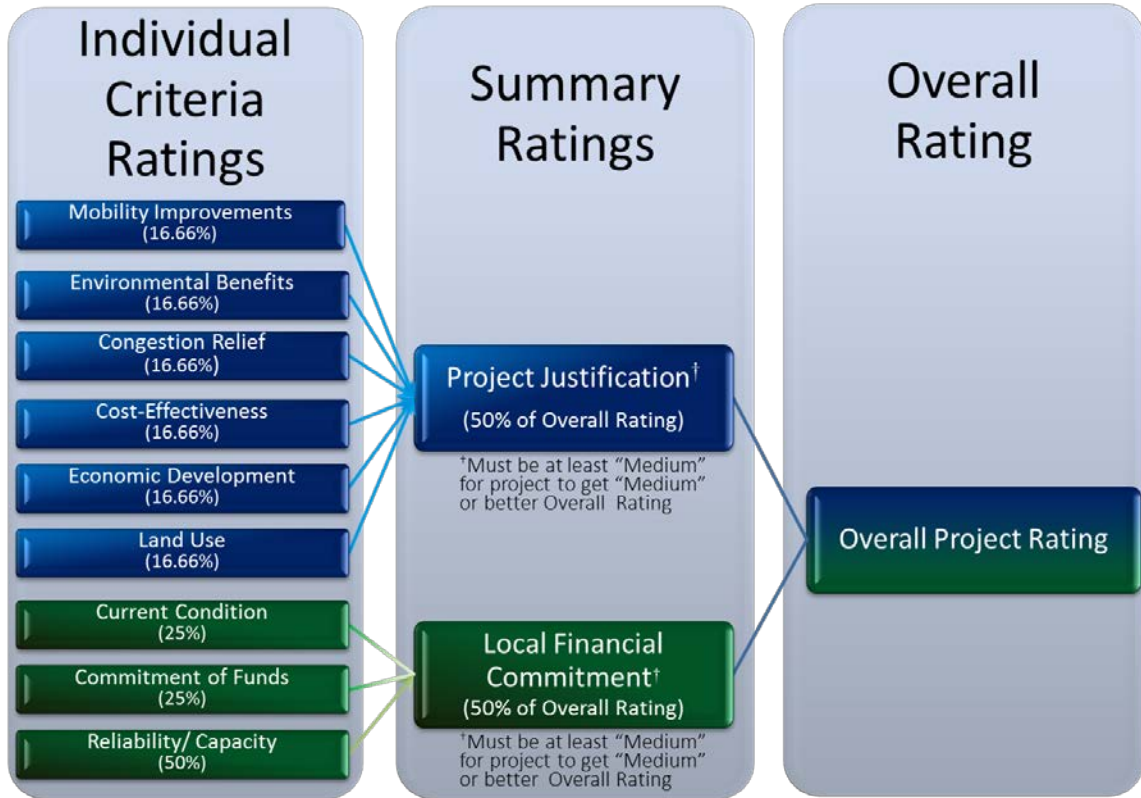 Individual
Criteria
Ratings
Mobility Improvements
(16.66%)
Environmental Benefits
(16.66%)
Congestion Relief
(16.66%)
Cost-Effectiveness
(16.66%)
Economic Development
(16.66%)
Land Use
(16.66%)
Current Condition
(25%)
Commitment of Funds
(25%)
Reliability/ Capacity
(50%)
Summary
Ratings
Project Justification†
(50% of Overall Rating)
†Must be at least “Medium”
for project to get “Medium”
or better Overall Rating
Local Financial
Commitment†
(50% of Overall Rating)
†Must be at least “Medium”
for project to get “Medium”
or better Overall Rating
Overall
Rating
Overall Project Rating